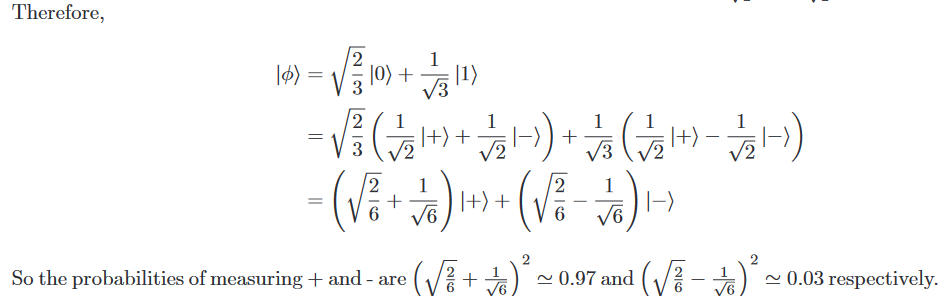 Therefore,
|ϕ⟩ = √(2/3) |0⟩ + 1/√3 |1⟩
= √(2/3) (1/√2 |+⟩ + 1/√2 |−⟩) + 1/√3 (1/√2 |+⟩ − 1/√2 |−⟩)
= (√(2/6) + 1/√6) |+⟩ + (√(2/6) − 1/√6) |−⟩
So the probabilities of measuring + and - are (√(2/6) + 1/√6)² ≃ 0.97 and (√(2/6) − 1/√6)² ≃ 0.03 respectively.